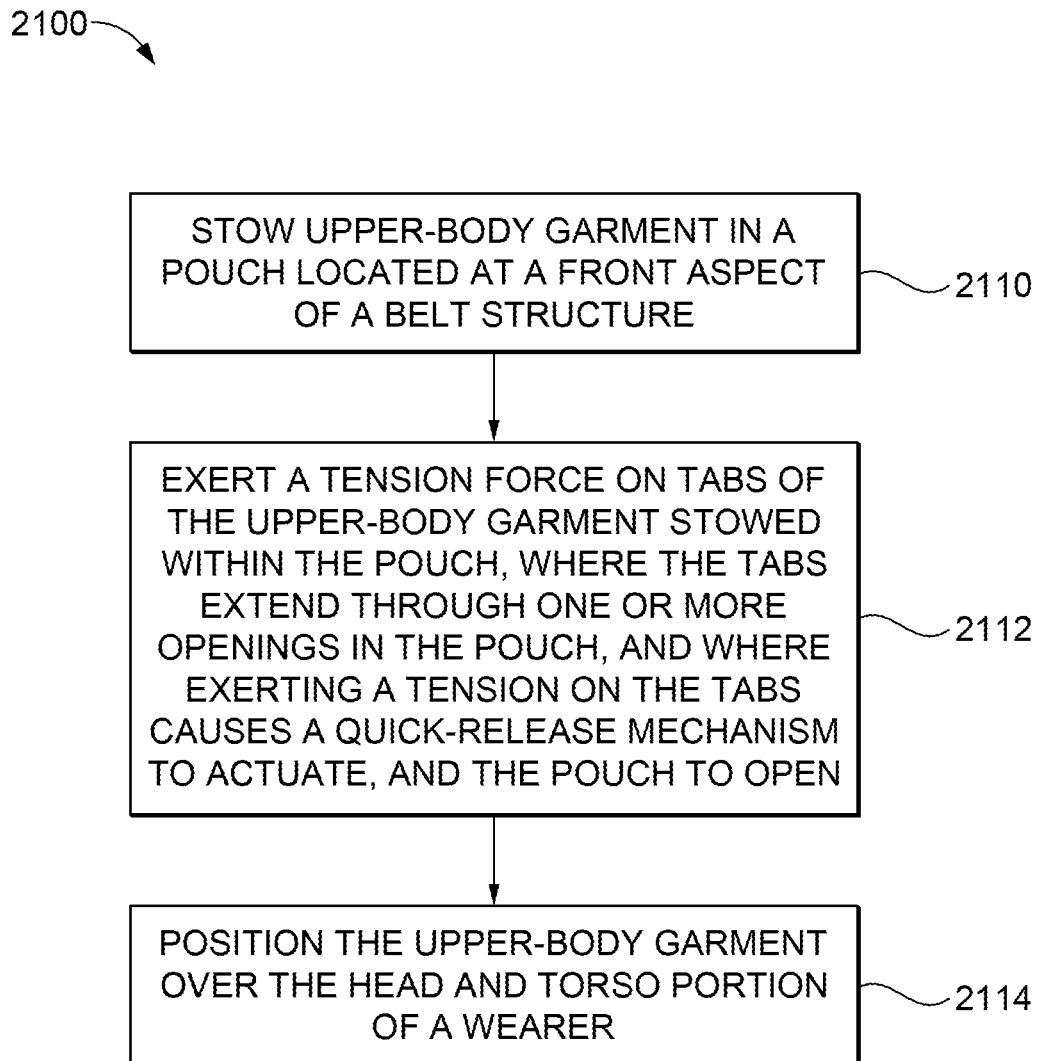 2100
STOW UPPER-BODY GARMENT IN A
POUCH LOCATED AT A FRONT ASPECT
OF A BELT STRUCTURE
2110
EXERT A TENSION FORCE ON TABS OF
THE UPPER-BODY GARMENT STOWED
WITHIN THE POUCH, WHERE THE TABS
EXTEND THROUGH ONE OR MORE
OPENINGS IN THE POUCH, AND WHERE
EXERTING A TENSION ON THE TABS
CAUSES A QUICK-RELEASE MECHANISM
TO ACTUATE, AND THE POUCH TO OPEN
2112
POSITION THE UPPER-BODY GARMENT
OVER THE HEAD AND TORSO PORTION
OF A WEARER
2114